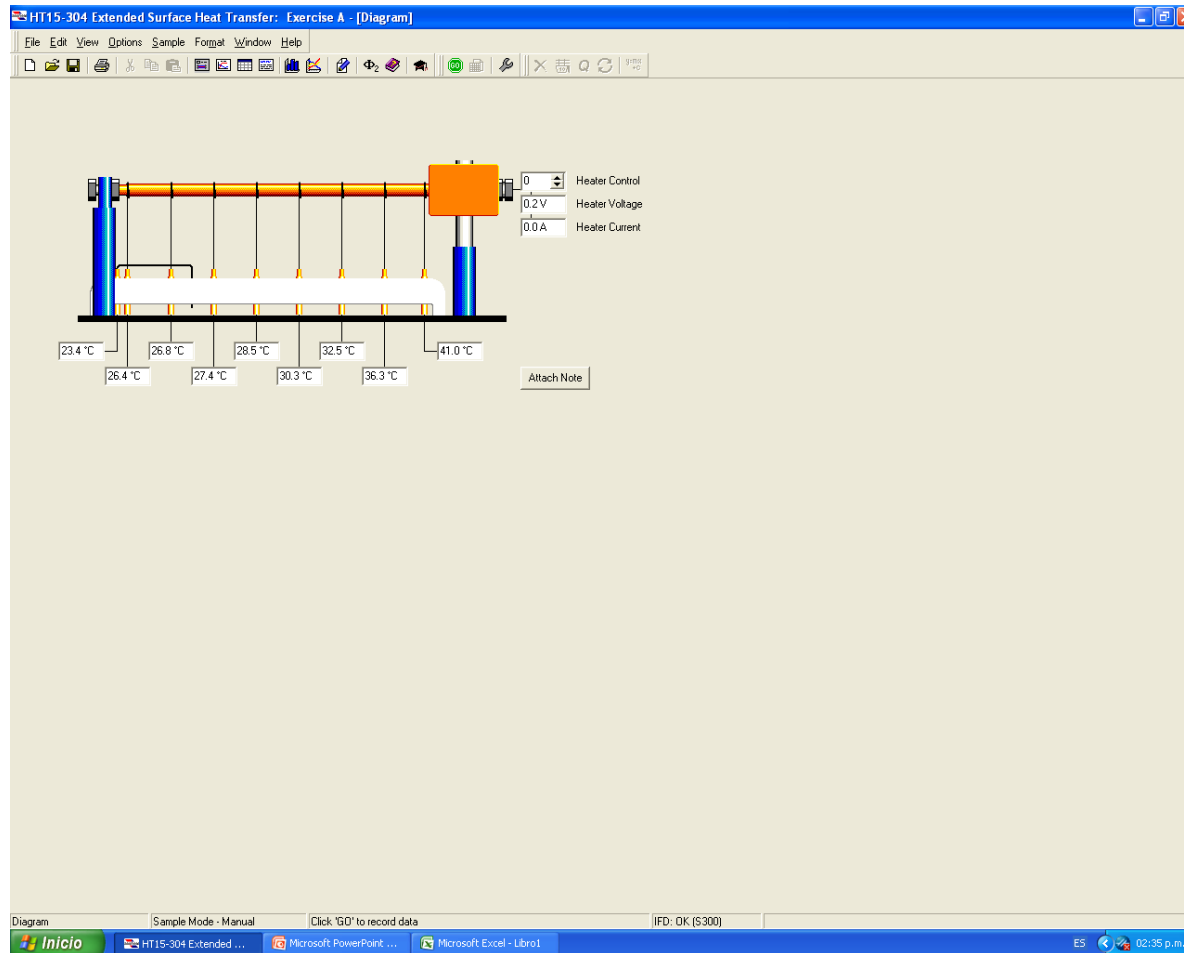 HT15-304 Extended Surface Heat Transfer: Exercise A - [Diagram]
File Edit View Options Sample Format Window Help
GO
0 Heater Control
0.2 V Heater Voltage
0.0 A Heater Current
23.4 °C 26.8 °C 28.5 °C 32.5 °C 41.0 °C
26.4 °C 27.4 °C 30.3 °C 36.3 °C Attach Note
Diagram Sample Mode - Manual Click 'GO' to record data IFD: OK (S300)
Inicio HT15-304 Extended ... Microsoft PowerPoint ... Microsoft Excel - Libro1 ES 02:35 p.m.